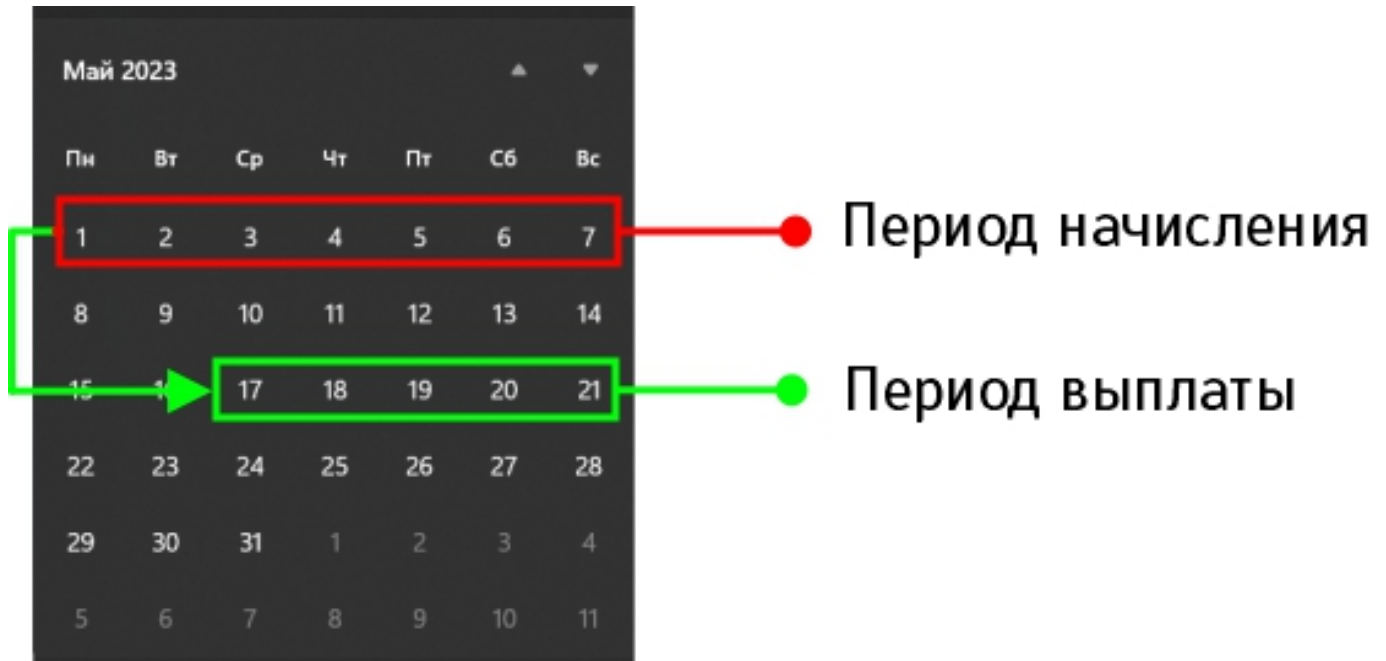 Май 2023
Пн Вт Ср Чт Пт Сб Вс
1 2 3 4 5 6 7
Период начисления
8 9 10 11 12 13 14
15 17 18 19 20 21
Период выплаты
22 23 24 25 26 27 28
29 30 31 1 2 3 4
5 6 7 8 9 10 11